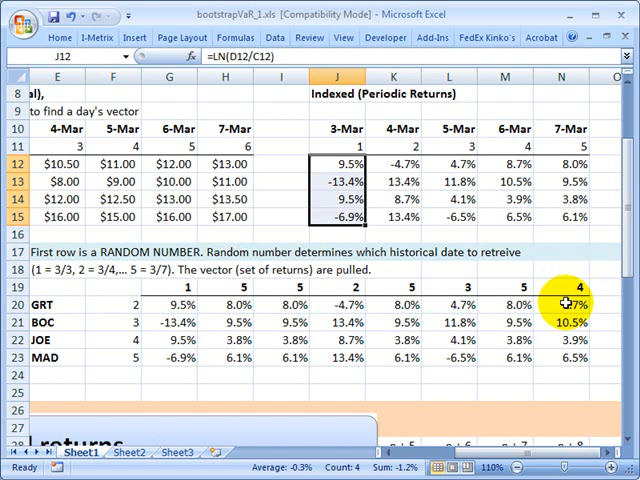 bootstrapVaR_1.xls [Compatibility Mode] - Microsoft Excel
Home I-Metrix Insert Page Layout Formulas Data Review View Developer Add-Ins FedEx Kinko's Acrobat
J12 fx =LN(D12/C12)
E F G H I J K L M N O
8 al), Indexed (Periodic Returns)
9 to find a day's vector
10 4-Mar 5-Mar 6-Mar 7-Mar 3-Mar 4-Mar 5-Mar 6-Mar 7-Mar
11 3 4 5 6 1 2 3 4 5
12 $10.50 $11.00 $12.00 $13.00 9.5% -4.7% 4.7% 8.7% 8.0%
13 $8.00 $9.00 $10.00 $11.00 -13.4% 13.4% 11.8% 10.5% 9.5%
14 $12.00 $12.50 $13.00 $13.50 9.5% 8.7% 4.1% 3.9% 3.8%
15 $16.00 $15.00 $16.00 $17.00 -6.9% 13.4% -6.5% 6.5% 6.1%
16
17 First row is a RANDOM NUMBER. Random number determines which historical date to retreive
18 (1 = 3/3, 2 = 3/4,... 5 = 3/7). The vector (set of returns) are pulled.
19 1 5 5 2 5 3 5 4
20 GRT 2 9.5% 8.0% 8.0% -4.7% 8.0% 4.7% 8.0% 7%
21 BOC 3 -13.4% 9.5% 9.5% 13.4% 9.5% 11.8% 9.5% 10.5%
22 JOE 4 9.5% 3.8% 3.8% 8.7% 3.8% 4.1% 3.8% 3.9%
23 MAD 5 -6.9% 6.1% 6.1% 13.4% 6.1% -6.5% 6.1% 6.5%
24
25
26
27
28 returns
Sheet1 Sheet2 Sheet3
Ready Average: -0.3% Count: 4 Sum: -1.2% 110%